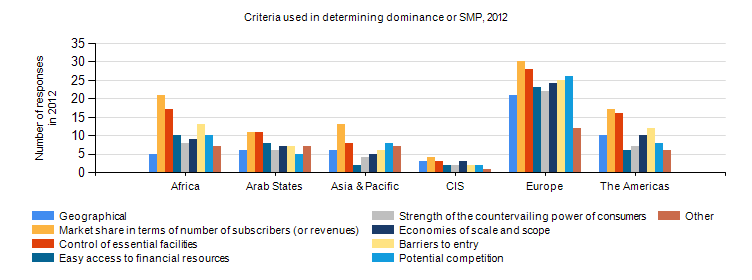 Criteria used in determining dominance or SMP, 2012
Number of responses
in 2012
35
30
25
20
15
10
5
0
Africa
Arab States
Asia & Pacific
CIS
Europe
The Americas
Geographical
Market share in terms of number of subscribers (or revenues)
Control of essential facilities
Easy access to financial resources
Strength of the countervailing power of consumers
Economies of scale and scope
Barriers to entry
Potential competition
Other